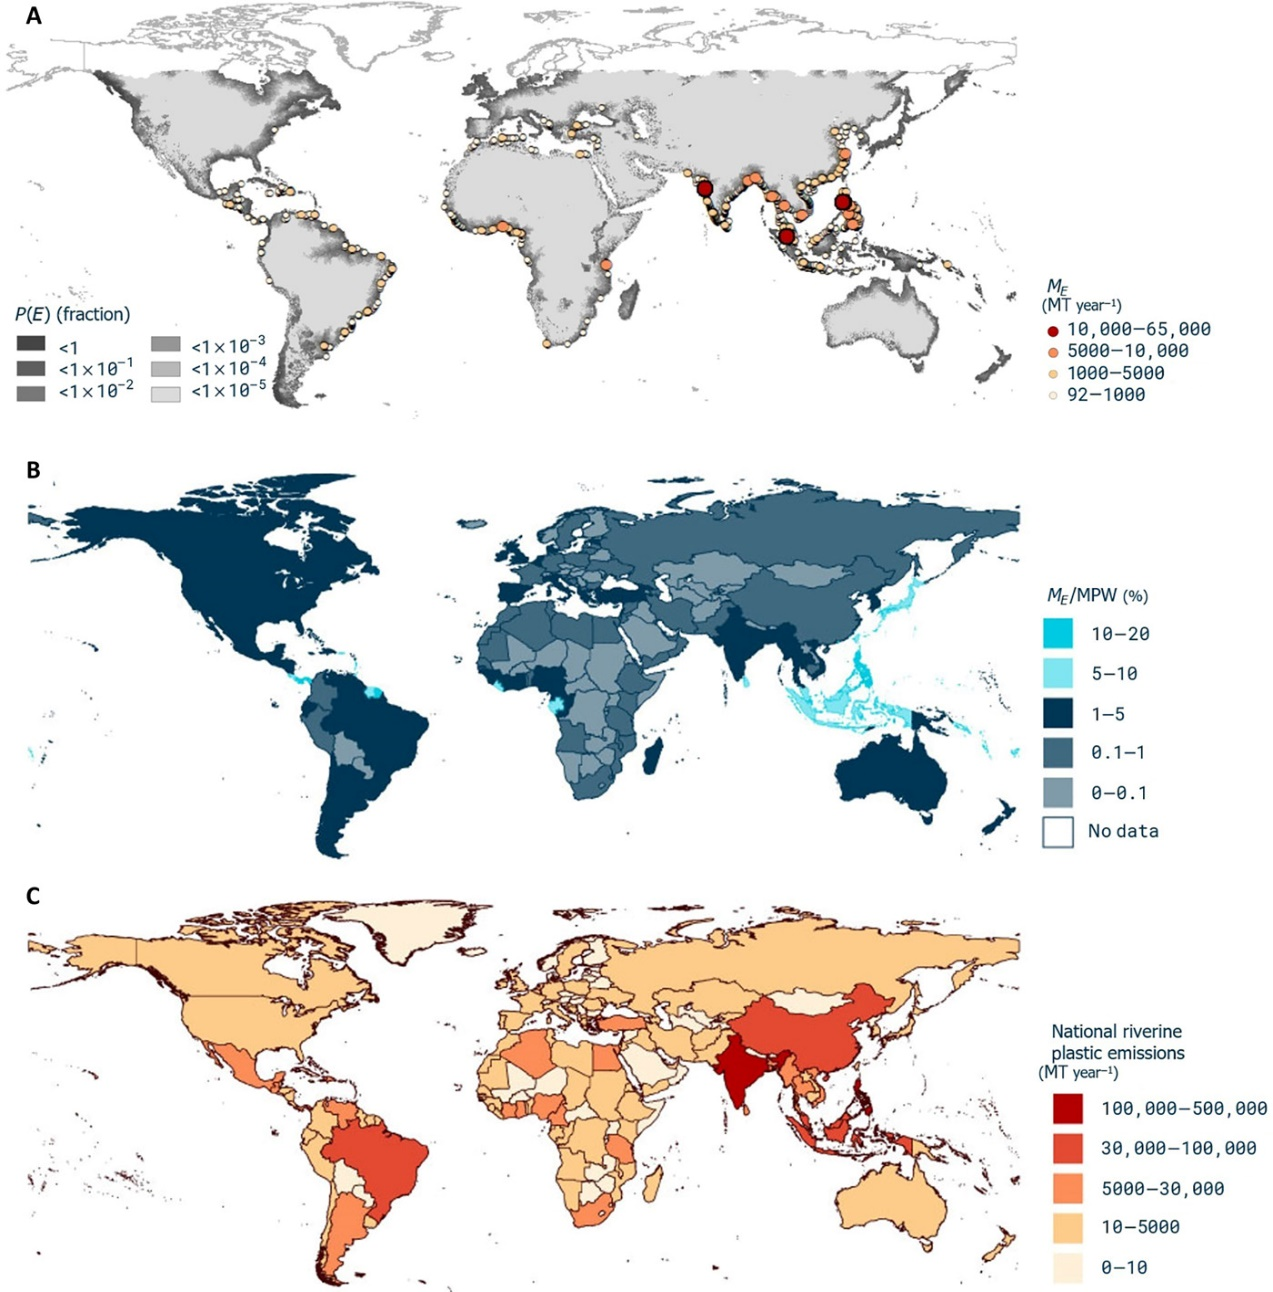 A
P(E) (fraction)
<1
<1×10⁻¹
<1×10⁻²
<1×10⁻³
<1×10⁻⁴
<1×10⁻⁵
M_E
(MT year⁻¹)
10,000–65,000
5000–10,000
1000–5000
92–1000
B
M_E/MPW (%)
10–20
5–10
1–5
0.1–1
0–0.1
No data
C
National riverine
plastic emissions
(MT year⁻¹)
100,000–500,000
30,000–100,000
5000–30,000
10–5000
0–10